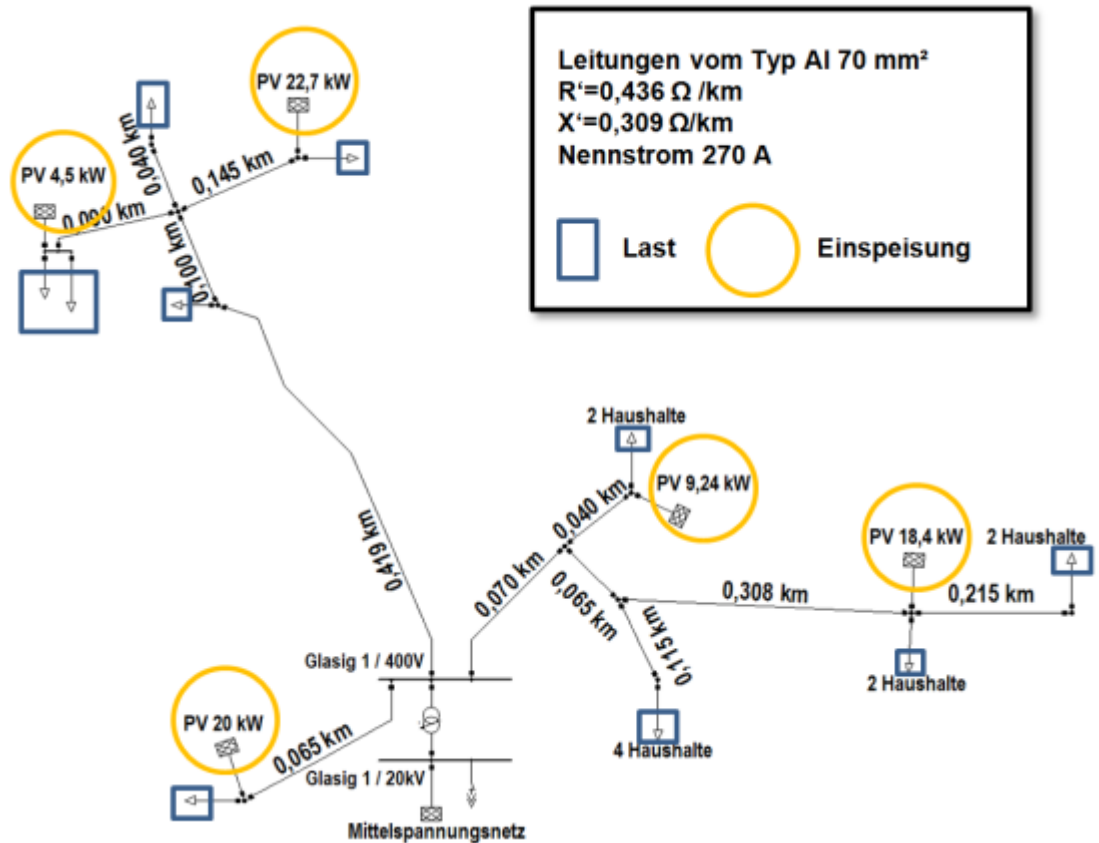 Leitungen vom Typ Al 70 mm²
R‘=0,436 Ω /km
X‘=0,309 Ω/km
Nennstrom 270 A
Last
Einspeisung
PV 22,7 kW
PV 4,5 kW
0,040 km
0,145 km
0,090 km
0,100 km
0,419 km
2 Haushalte
PV 9,24 kW
0,040 km
0,070 km
0,065 km
0,115 km
0,308 km
PV 18,4 kW
2 Haushalte
0,215 km
2 Haushalte
4 Haushalte
Glasig 1 / 400V
PV 20 kW
0,065 km
Glasig 1 / 20kV
Mittelspannungsnetz